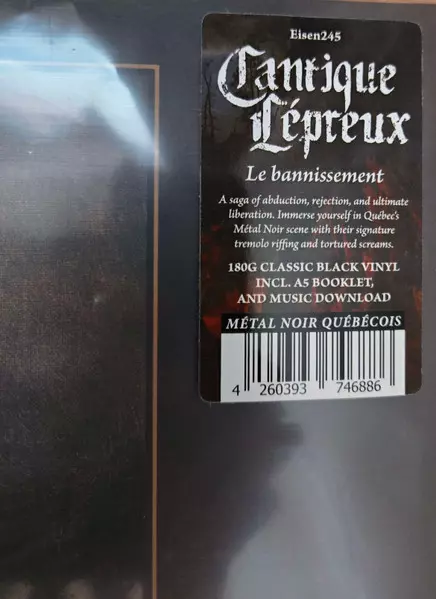 Eisen245
Cantique
Lépreux
Le bannissement
A saga of abduction, rejection, and ultimate
liberation. Immerse yourself in Québec's
Métal Noir scene with their signature
tremolo riffing and tortured screams.
180G CLASSIC BLACK VINYL
INCL. A5 BOOKLET,
AND MUSIC DOWNLOAD
MÉTAL NOIR QUÉBÉCOIS
4 260393 746886